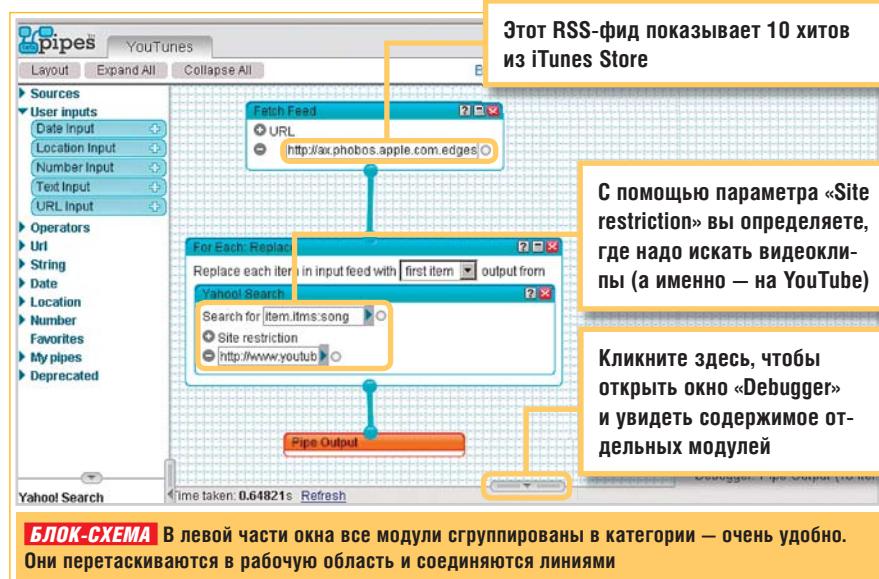 Pipes
YouTunes
Layout Expand All Collapse All
Этот RSS-фид показывает 10 хитов
из iTunes Store
Sources
User inputs
Date Input
Location Input
Number Input
Text Input
URL Input
Operators
Url
String
Date
Location
Number
Favorites
My pipes
Deprecated
Yahoo! Search
Fetch Feed
URL
http://ax.phobos.apple.com.edges
For Each: Replace
Replace each item in input feed with first item output from
Yahoo! Search
Search for item.itms:song
Site restriction
http://www.youtub
Pipe Output
Time taken: 0.64821s Refresh
С помощью параметра «Site
restriction» вы определяете,
где надо искать видеокли-
пы (а именно — на YouTube)
Кликните здесь, чтобы
открыть окно «Debugger»
и увидеть содержимое от-
дельных модулей
БЛОК-СХЕМА В левой части окна все модули сгруппированы в категории — очень удобно.
Они перетаскиваются в рабочую область и соединяются линиями